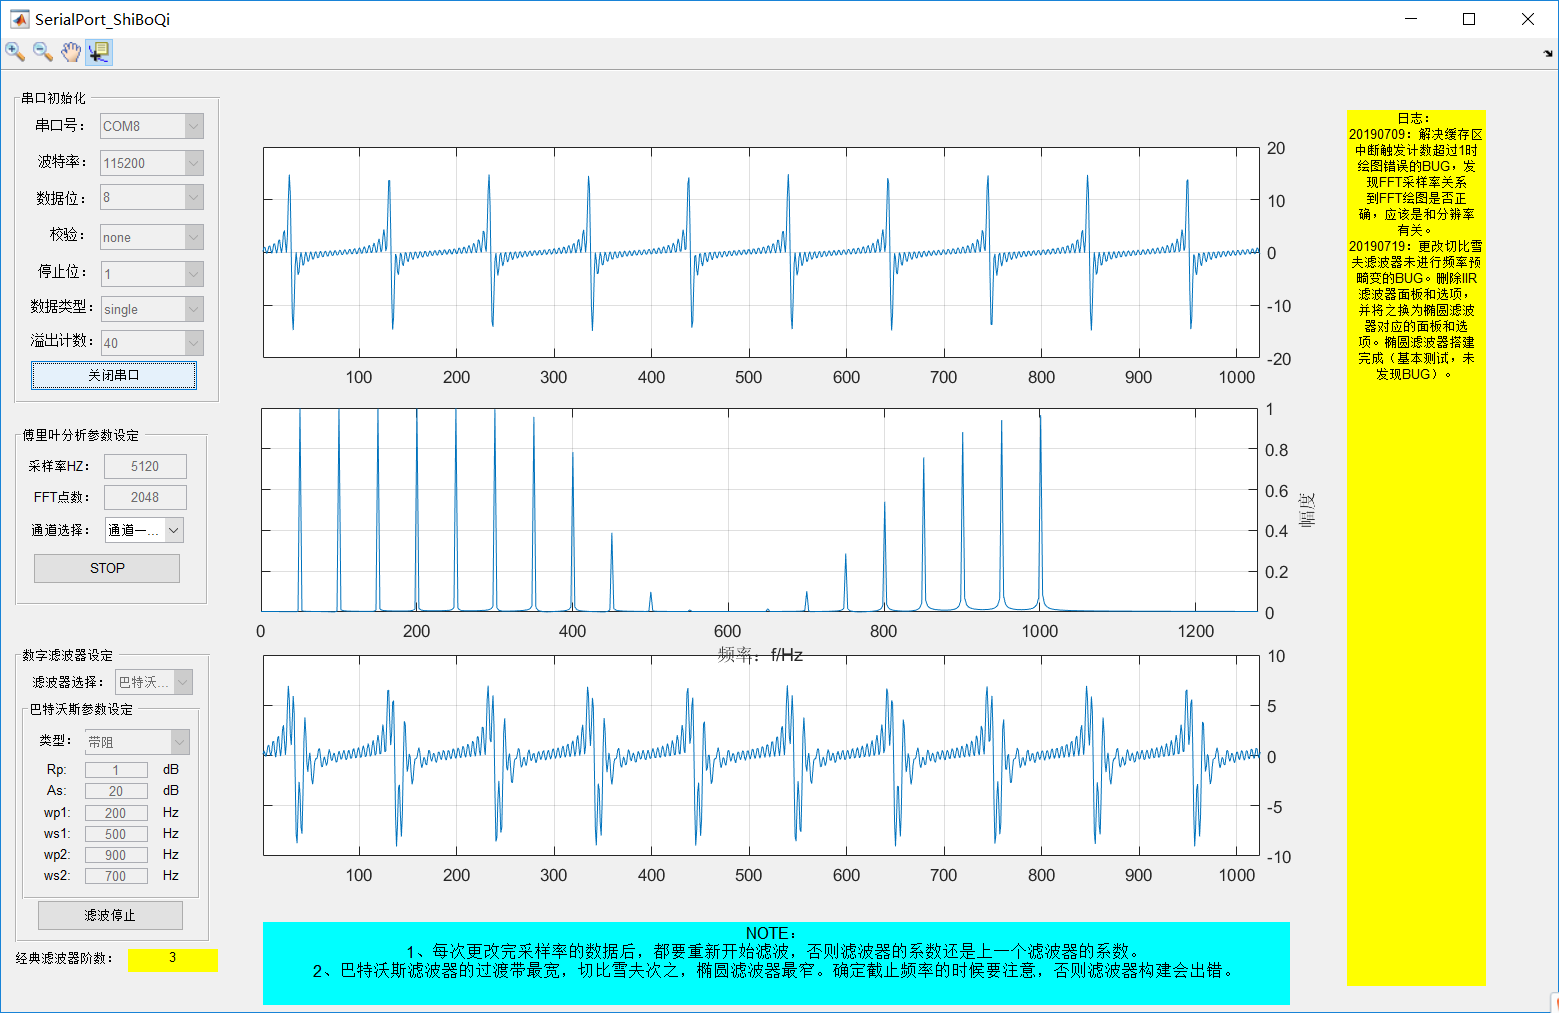 SerialPort_ShiBoQi
串口初始化
串口号： COM8
波特率： 115200
数据位： 8
校验： none
停止位： 1
数据类型： single
溢出计数： 40
关闭串口
傅里叶分析参数设定
采样率HZ： 5120
FFT点数： 2048
通道选择： 通道一...
STOP
数字滤波器设定
滤波器选择： 巴特沃...
巴特沃斯参数设定
类型： 带阻
Rp: 1 dB
As: 20 dB
wp1: 200 Hz
ws1: 500 Hz
wp2: 900 Hz
ws2: 700 Hz
滤波停止
经典滤波器阶数： 3
20
10
0
-10
-20
100 200 300 400 500 600 700 800 900 1000
1
0.8
0.6
0.4
0.2
0
幅度
0 200 400 600 800 1000 1200
频率：f/Hz
10
5
0
-5
-10
100 200 300 400 500 600 700 800 900 1000
NOTE：
1、每次更改完采样率的数据后，都要重新开始滤波，否则滤波器的系数还是上一个滤波器的系数。
2、巴特沃斯滤波器的过渡带最宽，切比雪夫次之，椭圆滤波器最窄。确定截止频率的时候要注意，否则滤波器构建会出错。
日志：
20190709：解决缓存区
中断触发计数超过1时
绘图错误的BUG，发
现FFT采样率关系
到FFT绘图是否正
确，应该是和分辨率
有关。
20190719：更改切比雪
夫滤波器未进行频率预
畸变的BUG。删除IIR
滤波器面板和选项，
并将之换为椭圆滤波
器对应的面板和选
项。椭圆滤波器搭建
完成（基本测试，未
发现BUG）。